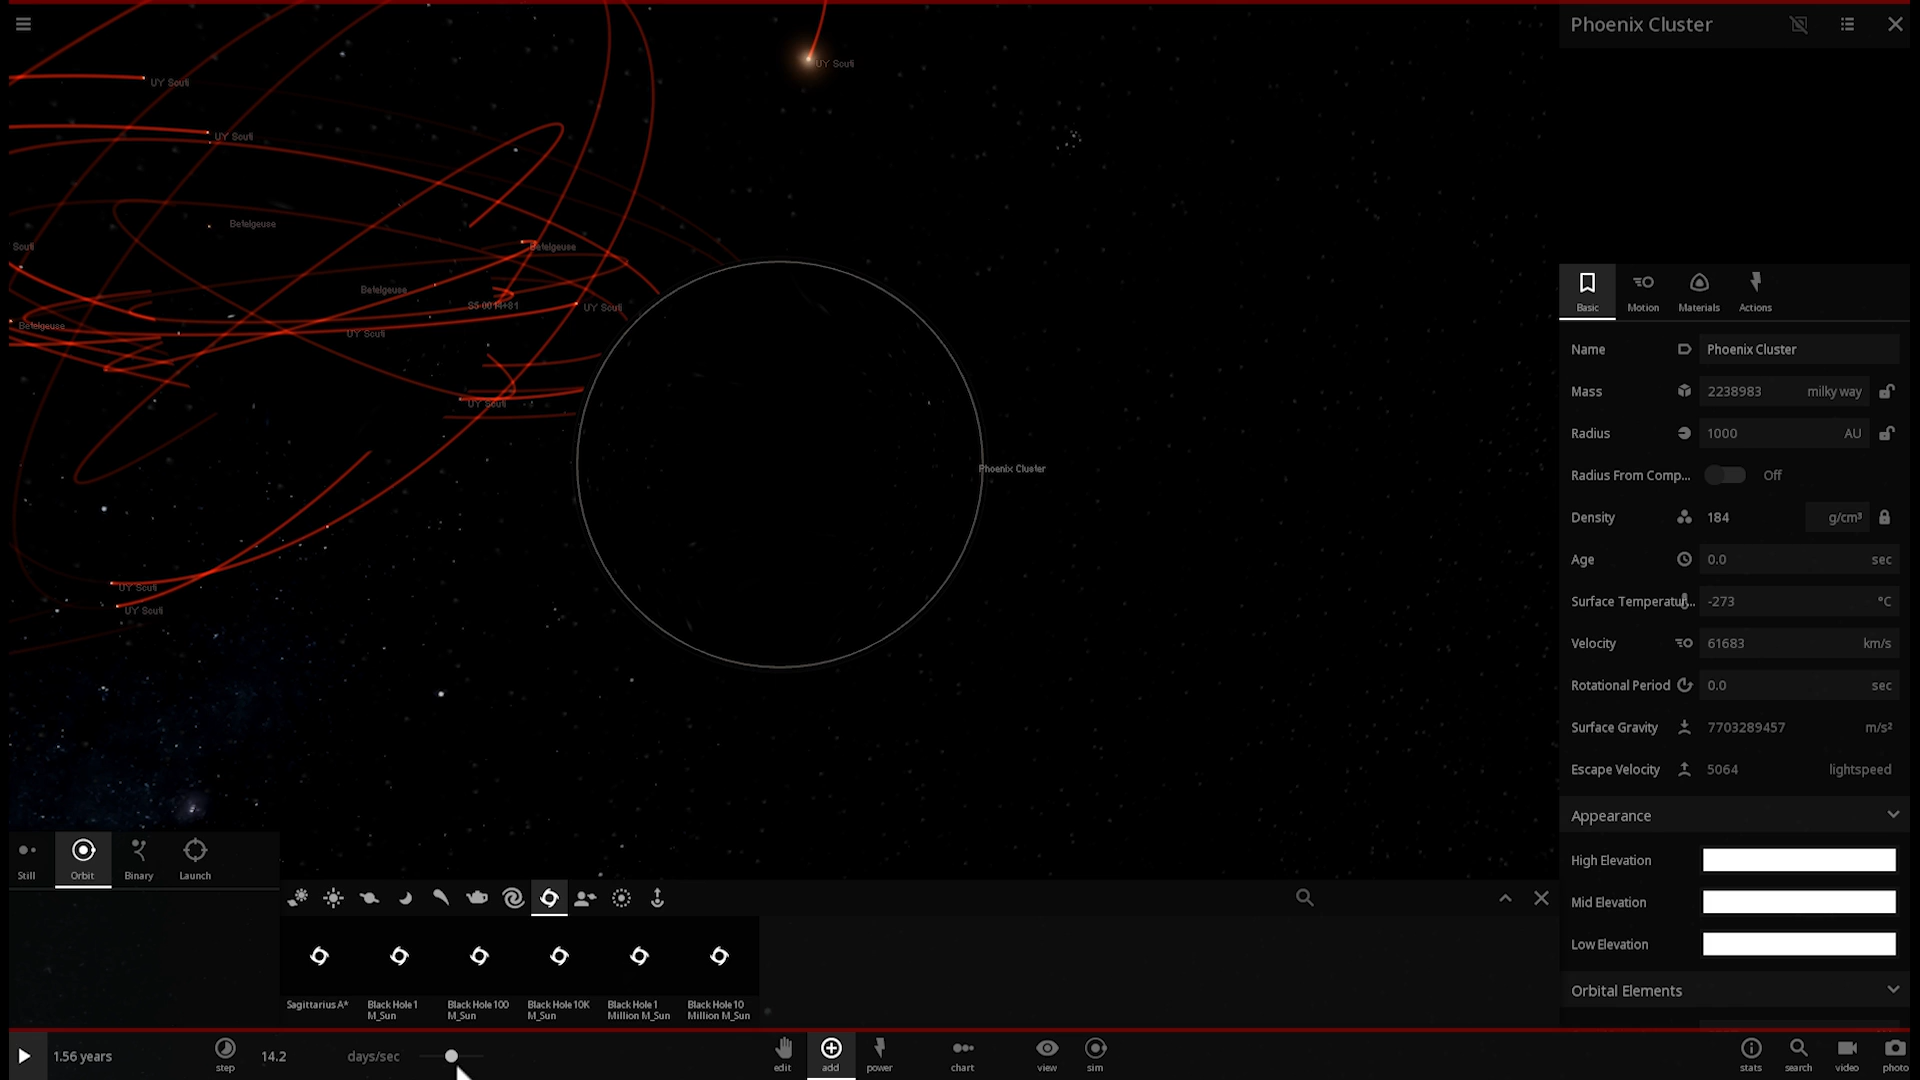 Phoenix Cluster
UY Scuti
UY Scuti
UY Scuti
Betelgeuse
Scuti
Betelgeuse
Betelgeuse
S5 0014+81
UY Scuti
Betelgeuse
UY Scuti
UY Scuti
Phoenix Cluster
UY Scuti
UY Scuti
Basic
Motion
Materials
Actions
Name Phoenix Cluster
Mass 2238983 milky way
Radius 1000 AU
Radius From Comp... Off
Density 184 g/cm³
Age 0.0 sec
Surface Temperatur... -273 °C
Velocity 61683 km/s
Rotational Period 0.0 sec
Surface Gravity 7703289457 m/s²
Escape Velocity 5064 lightspeed
Appearance
High Elevation
Mid Elevation
Low Elevation
Orbital Elements
Still
Orbit
Binary
Launch
Sagittarius A*
Black Hole 1
M_Sun
Black Hole 100
M_Sun
Black Hole 10K
M_Sun
Black Hole 1
Million M_Sun
Black Hole 10
Million M_Sun
1.56 years
step
14.2 days/sec
edit
add
power
chart
view
sim
stats
search
video
photo